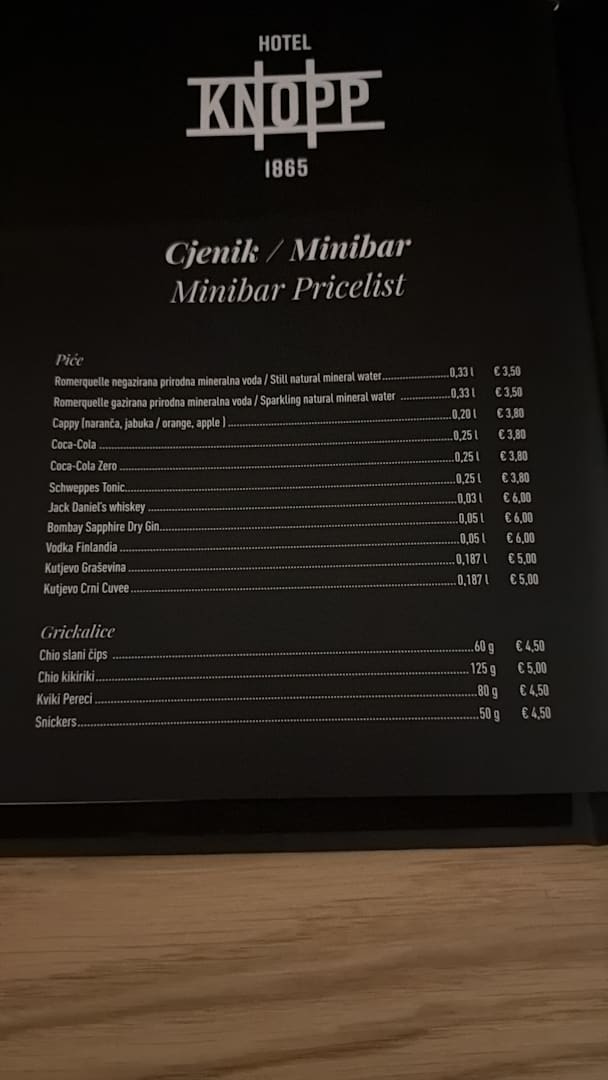 HOTEL
KNOPP
1865
Cjenik / Minibar
Minibar Pricelist
Piće
Romerquelle negazirana prirodna mineralna voda / Still natural mineral water 0,33 l € 3,50
Romerquelle gazirana prirodna mineralna voda / Sparkling natural mineral water 0,33 l € 3,50
Cappy (naranča, jabuka / orange, apple ) 0,20 l € 3,80
Coca-Cola 0,25 l € 3,80
Coca-Cola Zero 0,25 l € 3,80
Schweppes Tonic 0,25 l € 3,80
Jack Daniel's whiskey 0,03 l € 6,00
Bombay Sapphire Dry Gin 0,05 l € 6,00
Vodka Finlandia 0,05 l € 6,00
Kutjevo Graševina 0,187 l € 5,00
Kutjevo Crni Cuvee 0,187 l € 5,00
Grickalice
Chio slani čips 60 g € 4,50
Chio kikiriki 125 g € 5,00
Kviki Pereci 80 g € 4,50
Snickers 50 g € 4,50